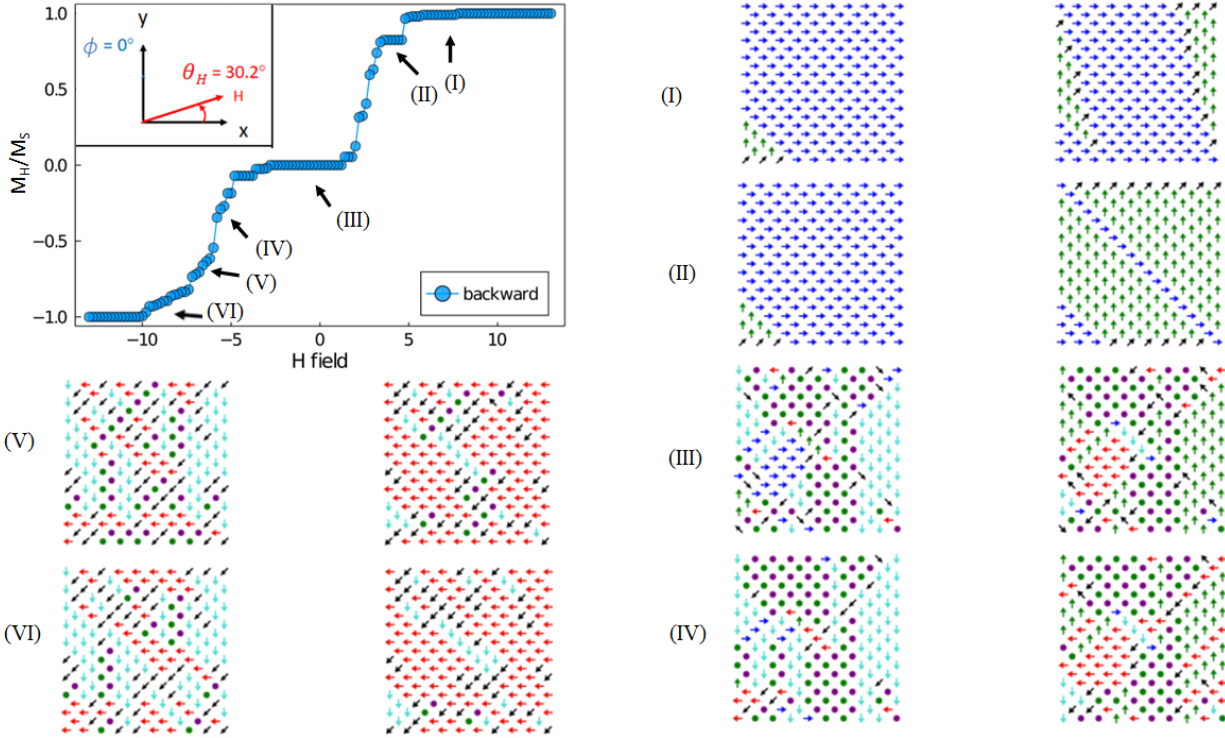 y
ϕ = 0°
θ_H = 30.2°
H
x
M_H/M_S
1.0
0.5
0.0
−0.5
−1.0
−10
−5
0
5
10
H field
backward
(I)
(II)
(III)
(IV)
(V)
(VI)
(V)
(VI)
(I)
(II)
(III)
(IV)